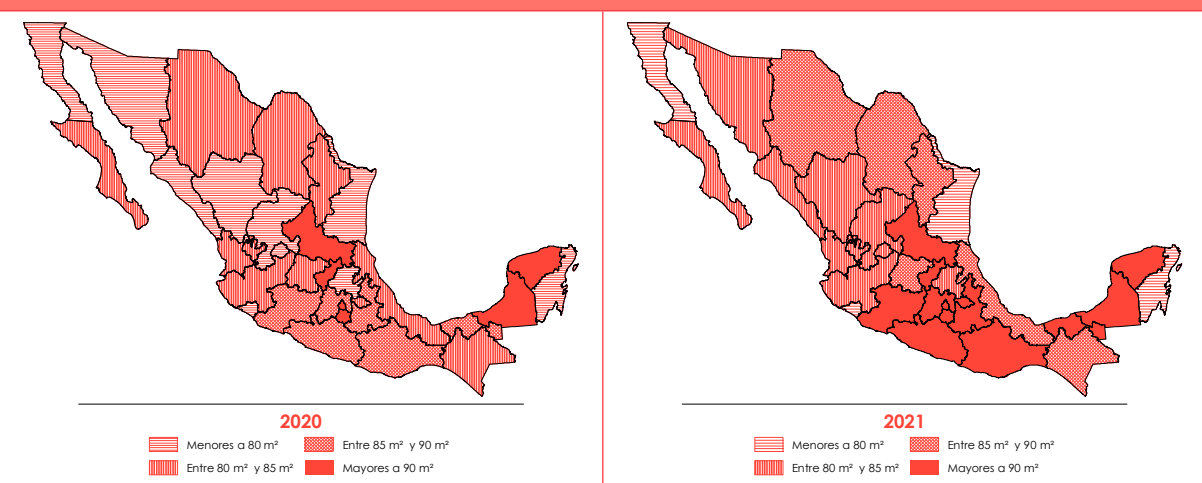 2020
Menores a 80 m²
Entre 85 m² y 90 m²
Entre 80 m² y 85 m²
Mayores a 90 m²
2021
Menores a 80 m²
Entre 85 m² y 90 m²
Entre 80 m² y 85 m²
Mayores a 90 m²